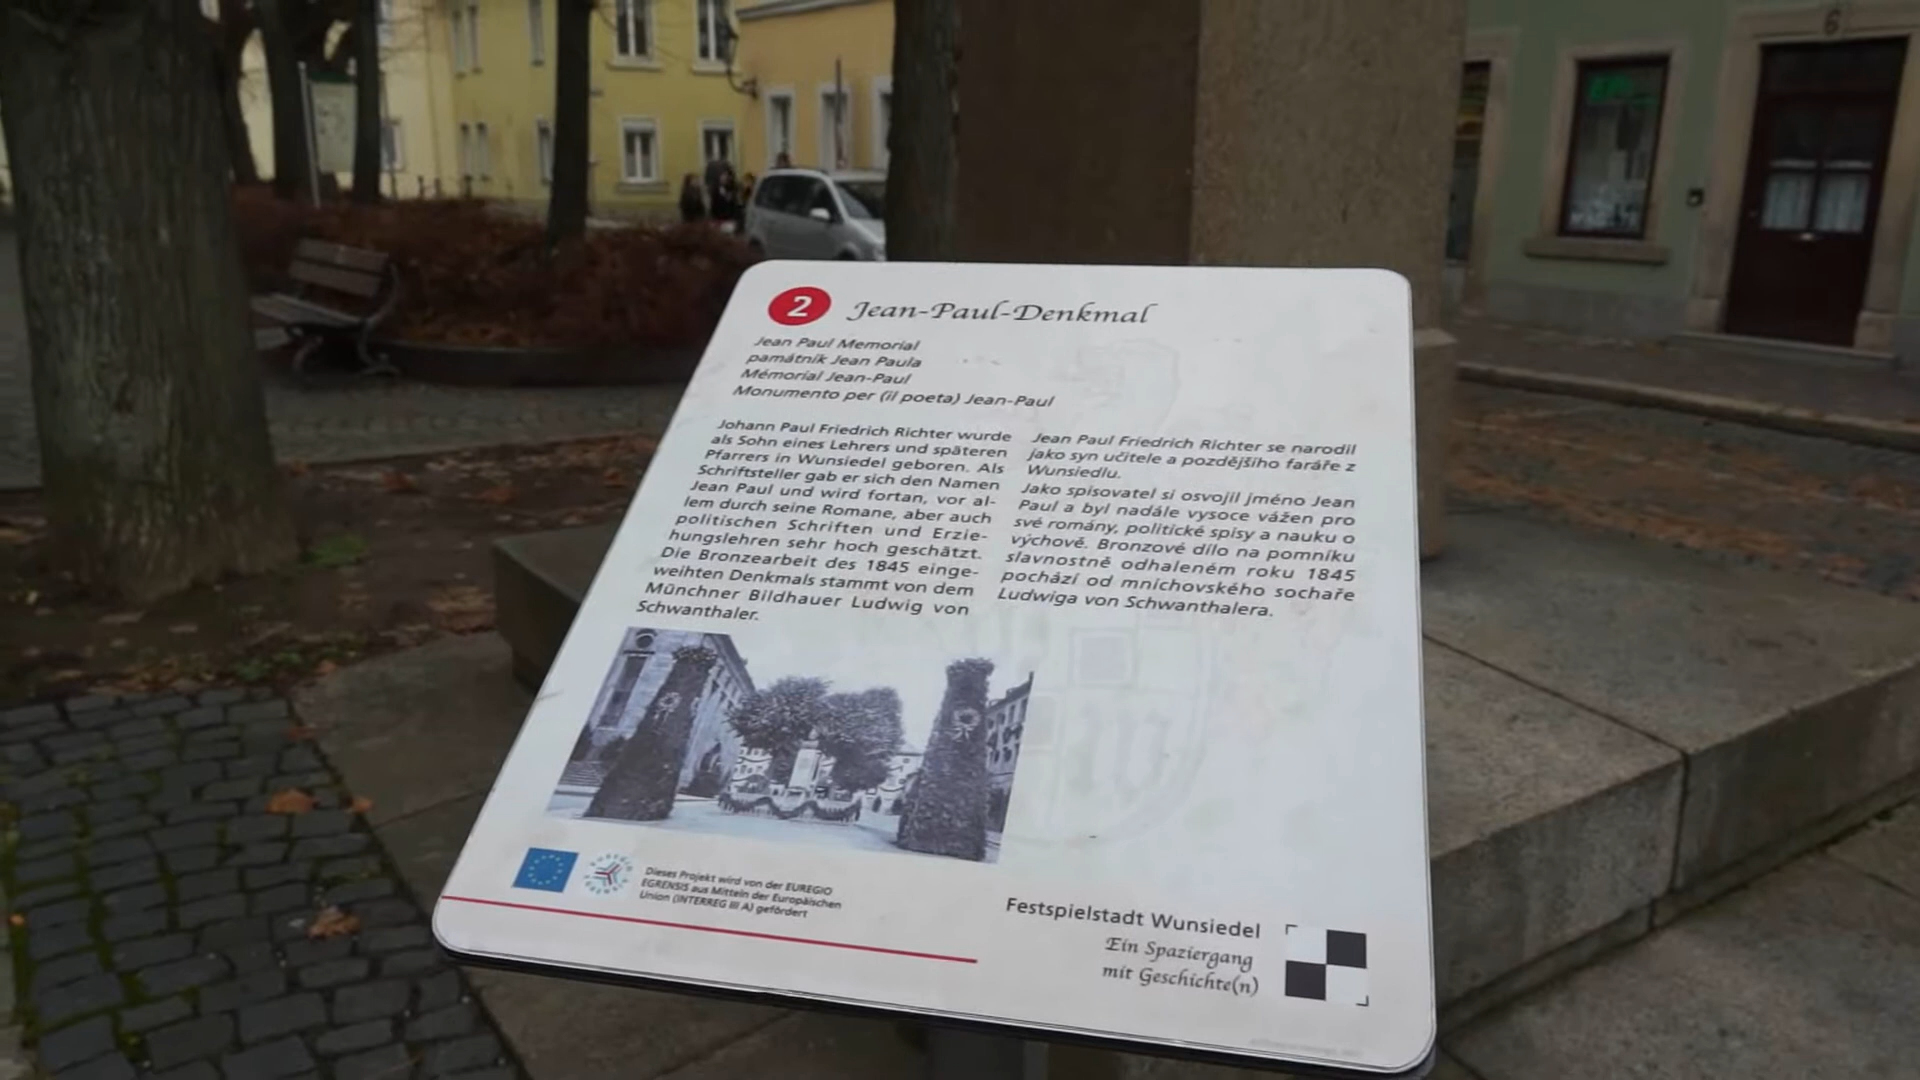 2 Jean-Paul-Denkmal
Jean Paul Memorial
památník Jean Paula
Mémorial Jean-Paul
Monumento per (il poeta) Jean-Paul
Johann Paul Friedrich Richter wurde
als Sohn eines Lehrers und späteren
Pfarrers in Wunsiedel geboren. Als
Schriftsteller gab er sich den Namen
Jean Paul und wird fortan, vor al-
lem durch seine Romane, aber auch
politischen Schriften und Erzie-
hungslehren sehr hoch geschätzt.
Die Bronzearbeit des 1845 einge-
weihten Denkmals stammt von dem
Münchner Bildhauer Ludwig von
Schwanthaler.
Jean Paul Friedrich Richter se narodil
jako syn učitele a pozdějšího faráře z
Wunsiedlu.
Jako spisovatel si osvojil jméno Jean
Paul a byl nadále vysoce vážen pro
své romány, politické spisy a nauku o
výchově. Bronzové dílo na pomníku
slavnostně odhaleném roku 1845
pochází od mnichovského sochaře
Ludwiga von Schwanthalera.
Dieses Projekt wird von der EUREGIO
EGRENSIS aus Mitteln der Europäischen
Union (INTERREG III A) gefördert
Festspielstadt Wunsiedel
Ein Spaziergang
mit Geschichte(n)
6